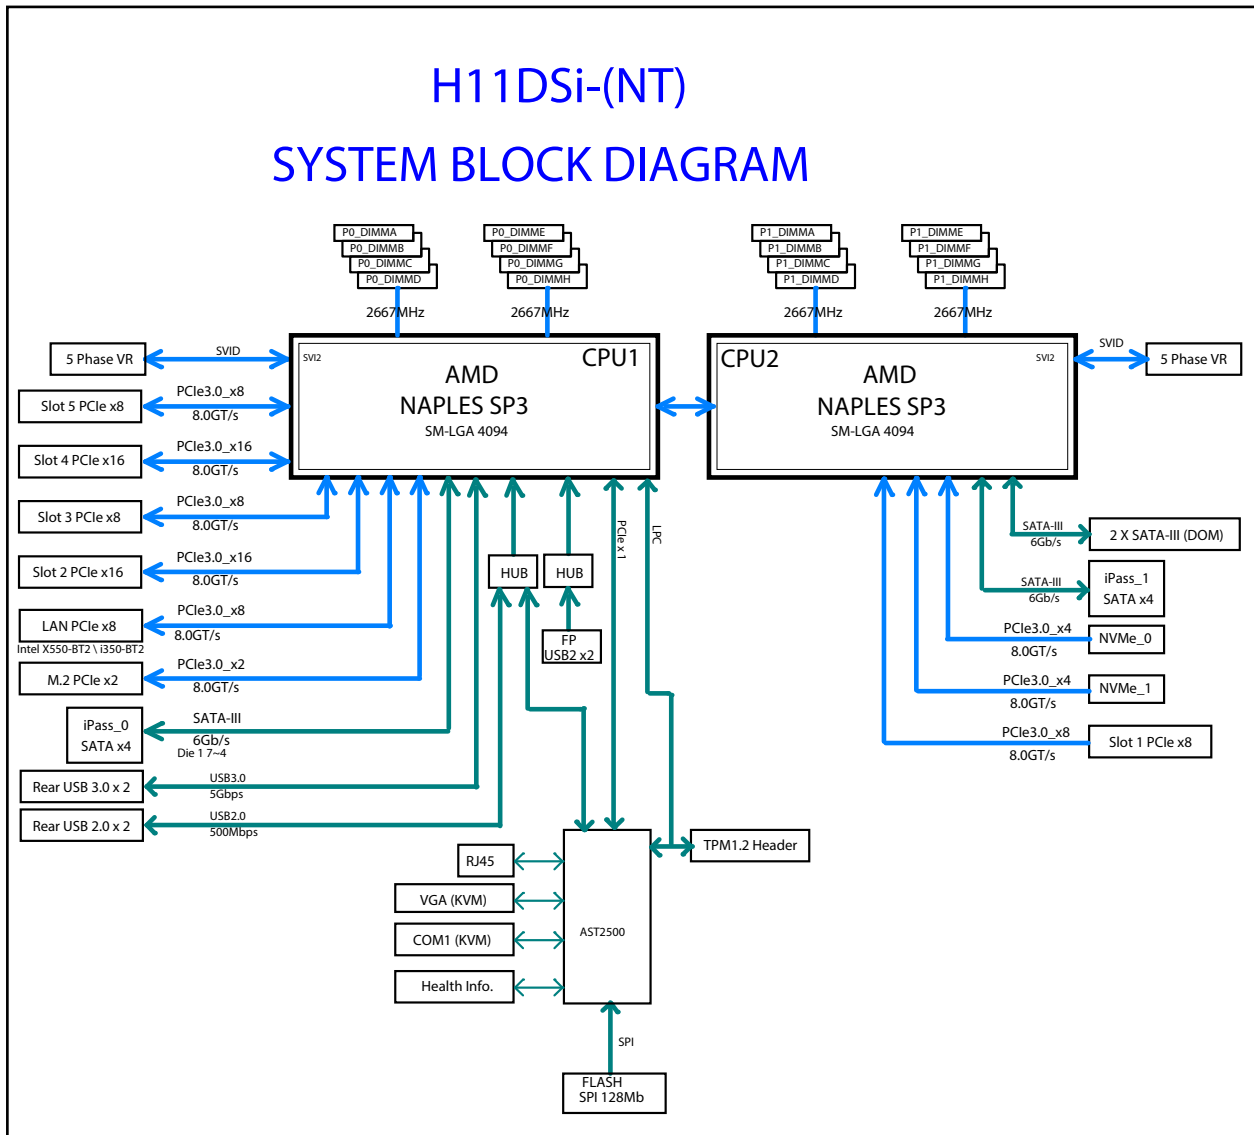 H11DSi-(NT)
SYSTEM BLOCK DIAGRAM
P0_DIMMA
P0_DIMMB
P0_DIMMC
P0_DIMMD
P0_DIMME
P0_DIMMF
P0_DIMMG
P0_DIMMH
P1_DIMMA
P1_DIMMB
P1_DIMMC
P1_DIMMD
P1_DIMME
P1_DIMMF
P1_DIMMG
P1_DIMMH
2667MHz
2667MHz
2667MHz
2667MHz
5 Phase VR
SVID
SVI2
CPU1
AMD
NAPLES SP3
SM-LGA 4094
CPU2
AMD
NAPLES SP3
SM-LGA 4094
SVI2
SVID
5 Phase VR
Slot 5 PCIe x8
PCIe3.0_x8
8.0GT/s
Slot 4 PCIe x16
PCIe3.0_x16
8.0GT/s
Slot 3 PCIe x8
PCIe3.0_x8
8.0GT/s
Slot 2 PCIe x16
PCIe3.0_x16
8.0GT/s
LAN PCIe x8
Intel X550-BT2 \ i350-BT2
PCIe3.0_x8
8.0GT/s
M.2 PCIe x2
PCIe3.0_x2
8.0GT/s
iPass_0
SATA x4
SATA-III
6Gb/s
Die 1 7~4
Rear USB 3.0 x 2
USB3.0
5Gbps
Rear USB 2.0 x 2
USB2.0
500Mbps
HUB
HUB
FP
USB2 x2
PCIe x 1
LPC
SATA-III
6Gb/s
2 X SATA-III (DOM)
SATA-III
6Gb/s
iPass_1
SATA x4
PCIe3.0_x4
8.0GT/s
NVMe_0
PCIe3.0_x4
8.0GT/s
NVMe_1
PCIe3.0_x8
8.0GT/s
Slot 1 PCIe x8
TPM1.2 Header
RJ45
VGA (KVM)
COM1 (KVM)
Health Info.
AST2500
SPI
FLASH
SPI 128Mb